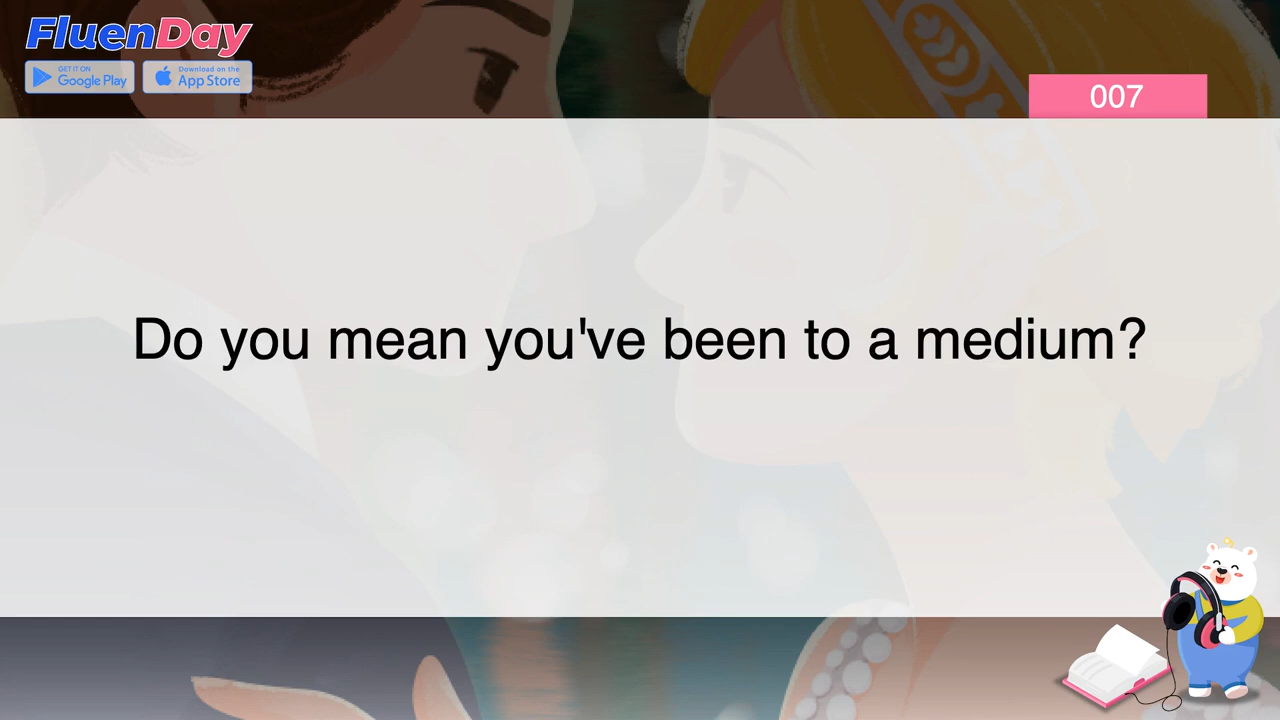 FluenDay
GET IT ON
Google Play
Download on the
App Store
007
Do you mean you've been to a medium?